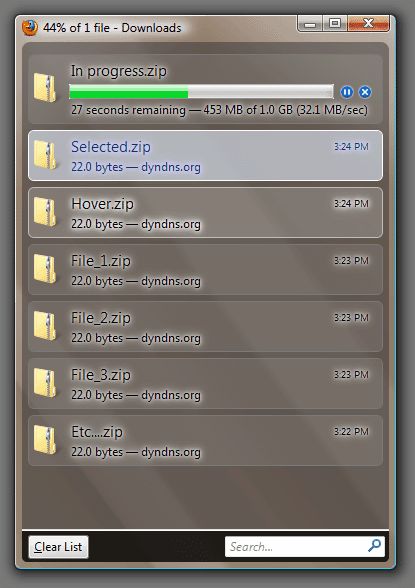 44% of 1 file - Downloads
In progress.zip
27 seconds remaining — 453 MB of 1.0 GB (32.1 MB/sec)
Selected.zip 3:24 PM
22.0 bytes — dyndns.org
Hover.zip 3:24 PM
22.0 bytes — dyndns.org
File_1.zip 3:23 PM
22.0 bytes — dyndns.org
File_2.zip 3:23 PM
22.0 bytes — dyndns.org
File_3.zip 3:23 PM
22.0 bytes — dyndns.org
Etc....zip 3:22 PM
22.0 bytes — dyndns.org
Clear List Search...